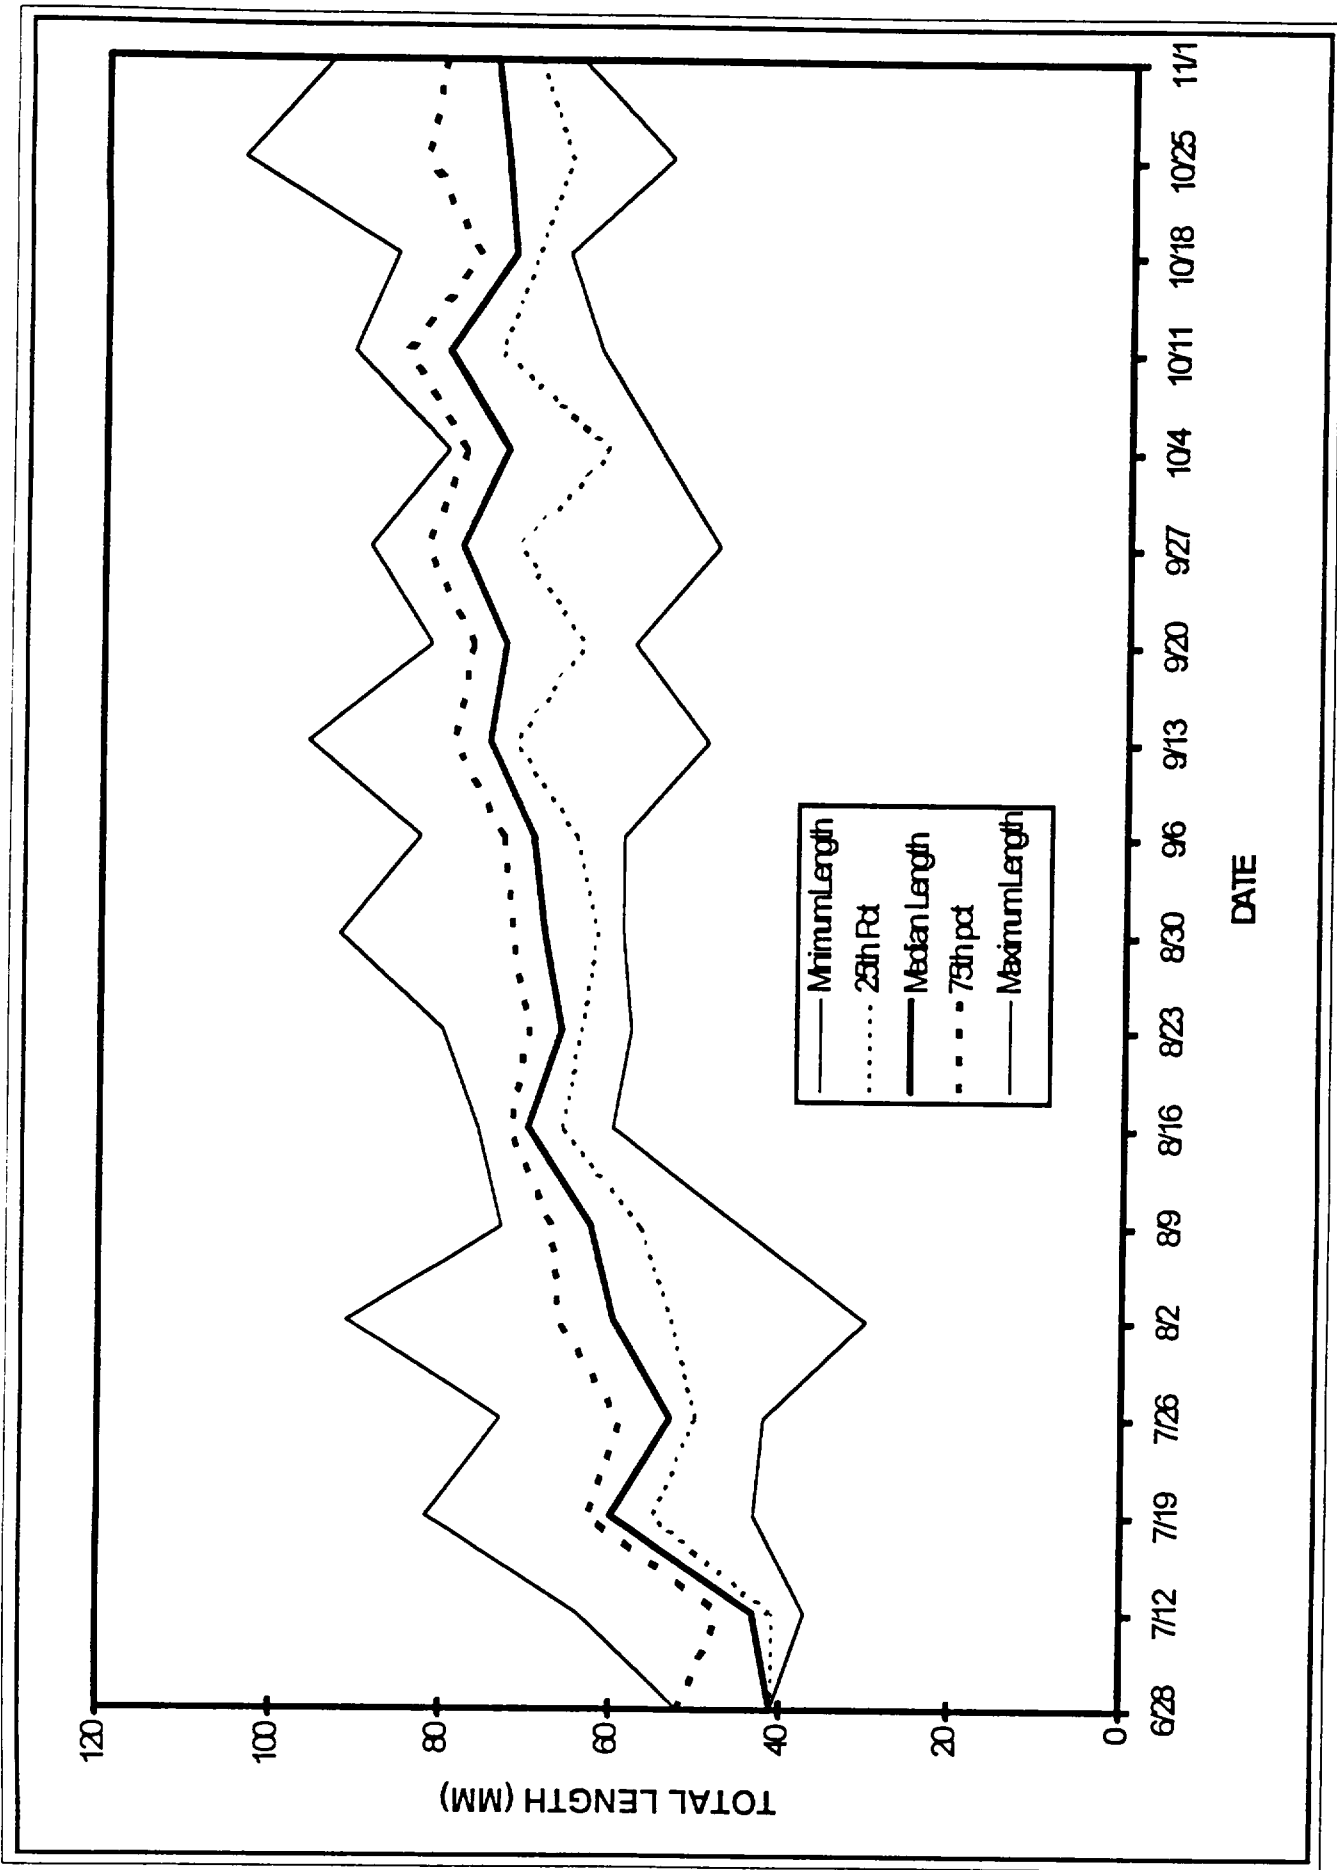 120
100
80
60
40
20
0
TOTAL LENGTH (MM)
6/28 7/12 7/19 7/26 8/2 8/9 8/16 8/23 8/30 9/6 9/13 9/20 9/27 10/4 10/11 10/18 10/25 11/1
DATE
Minimum Length
25th Pct
Median Length
75th pct
Maximum Length